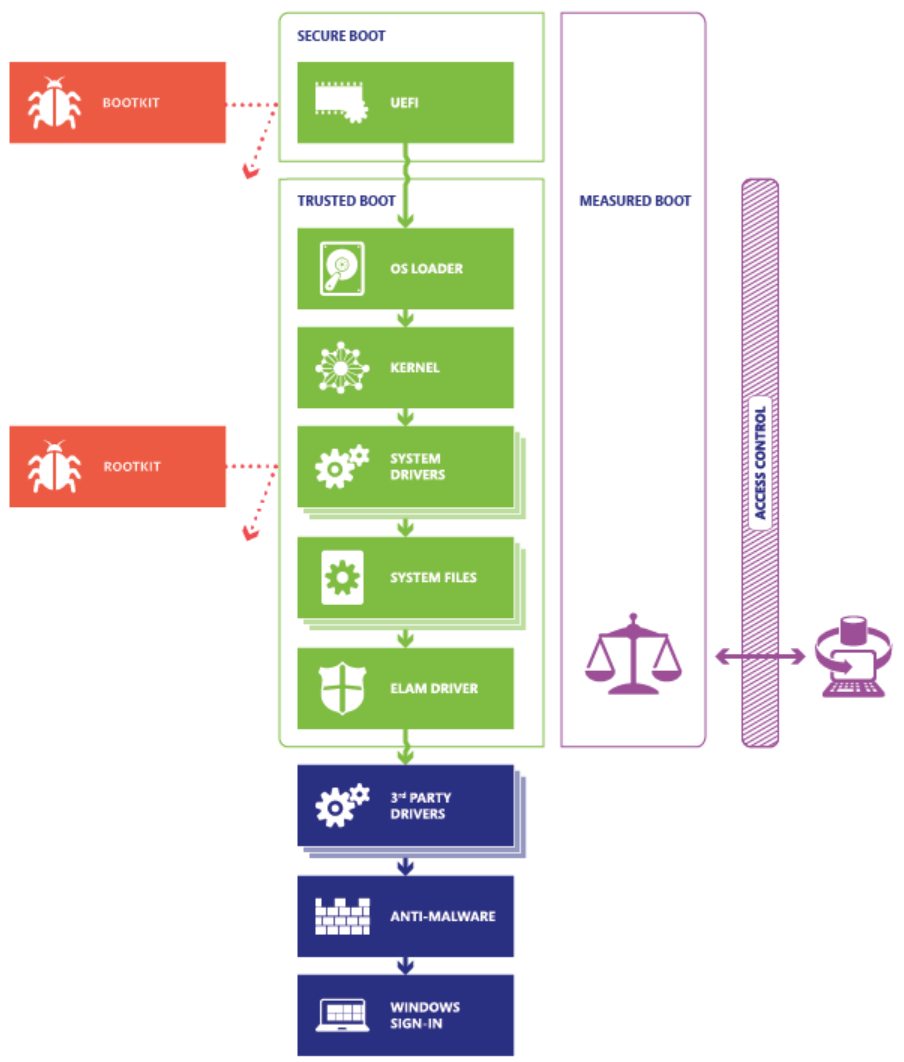 SECURE BOOT
BOOTKIT
UEFI
TRUSTED BOOT
MEASURED BOOT
OS LOADER
KERNEL
ACCESS CONTROL
ROOTKIT
SYSTEM
DRIVERS
SYSTEM FILES
ELAM DRIVER
3rd PARTY
DRIVERS
ANTI-MALWARE
WINDOWS
SIGN-IN